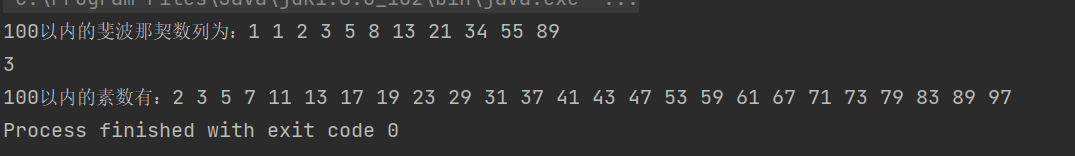 100以内的斐波那契数列为：1 1 2 3 5 8 13 21 34 55 89
3
100以内的素数有：2 3 5 7 11 13 17 19 23 29 31 37 41 43 47 53 59 61 67 71 73 79 83 89 97
Process finished with exit code 0